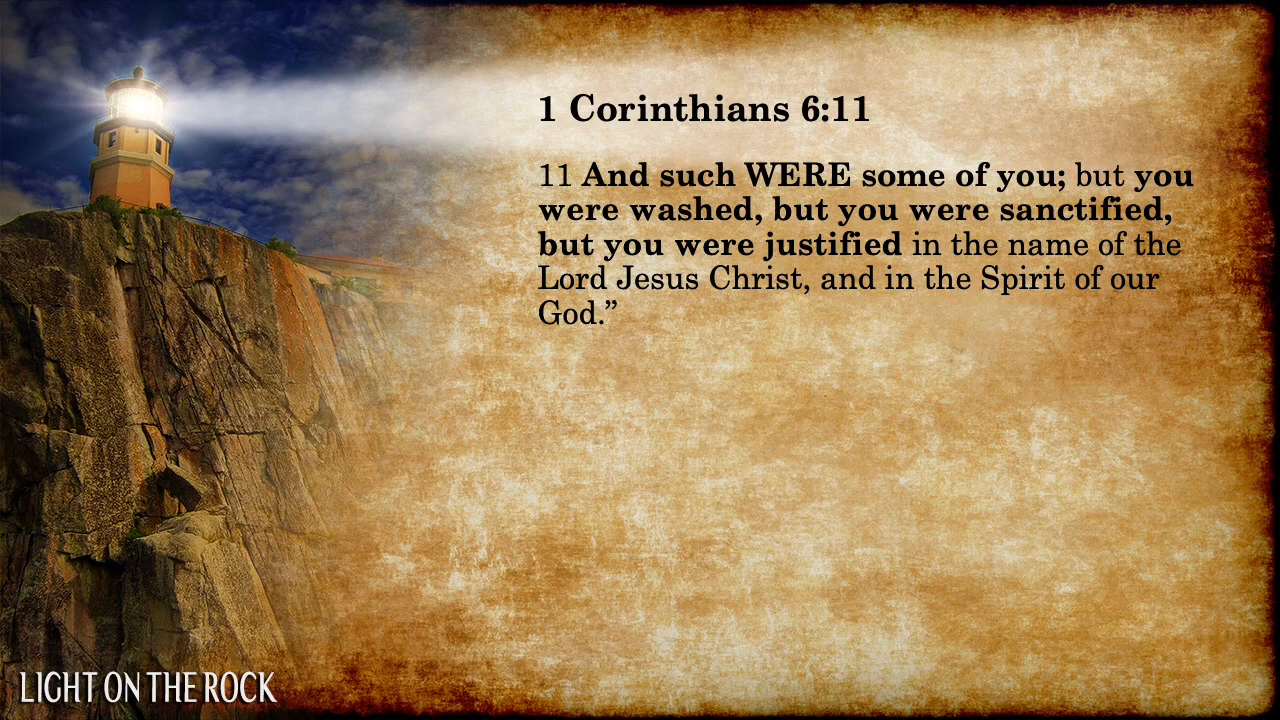 1 Corinthians 6:11
11 And such WERE some of you; but you
were washed, but you were sanctified,
but you were justified in the name of the
Lord Jesus Christ, and in the Spirit of our
God.”
LIGHT ON THE ROCK